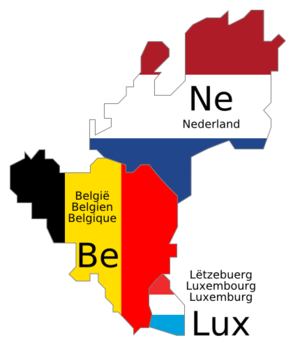 Ne
Nederland
België
Belgien
Belgique
Be
Lëtzebuerg
Luxembourg
Luxemburg
Lux